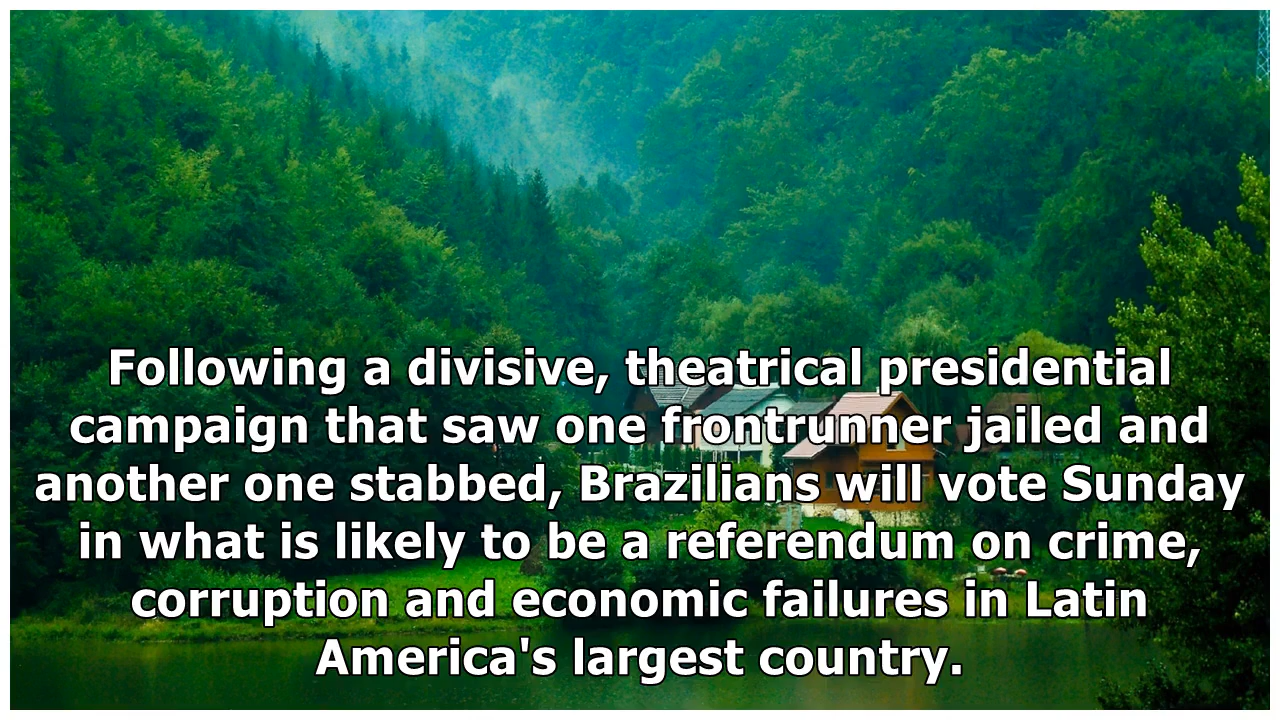 Following a divisive, theatrical presidential
campaign that saw one frontrunner jailed and
another one stabbed, Brazilians will vote Sunday
in what is likely to be a referendum on crime,
corruption and economic failures in Latin
America's largest country.